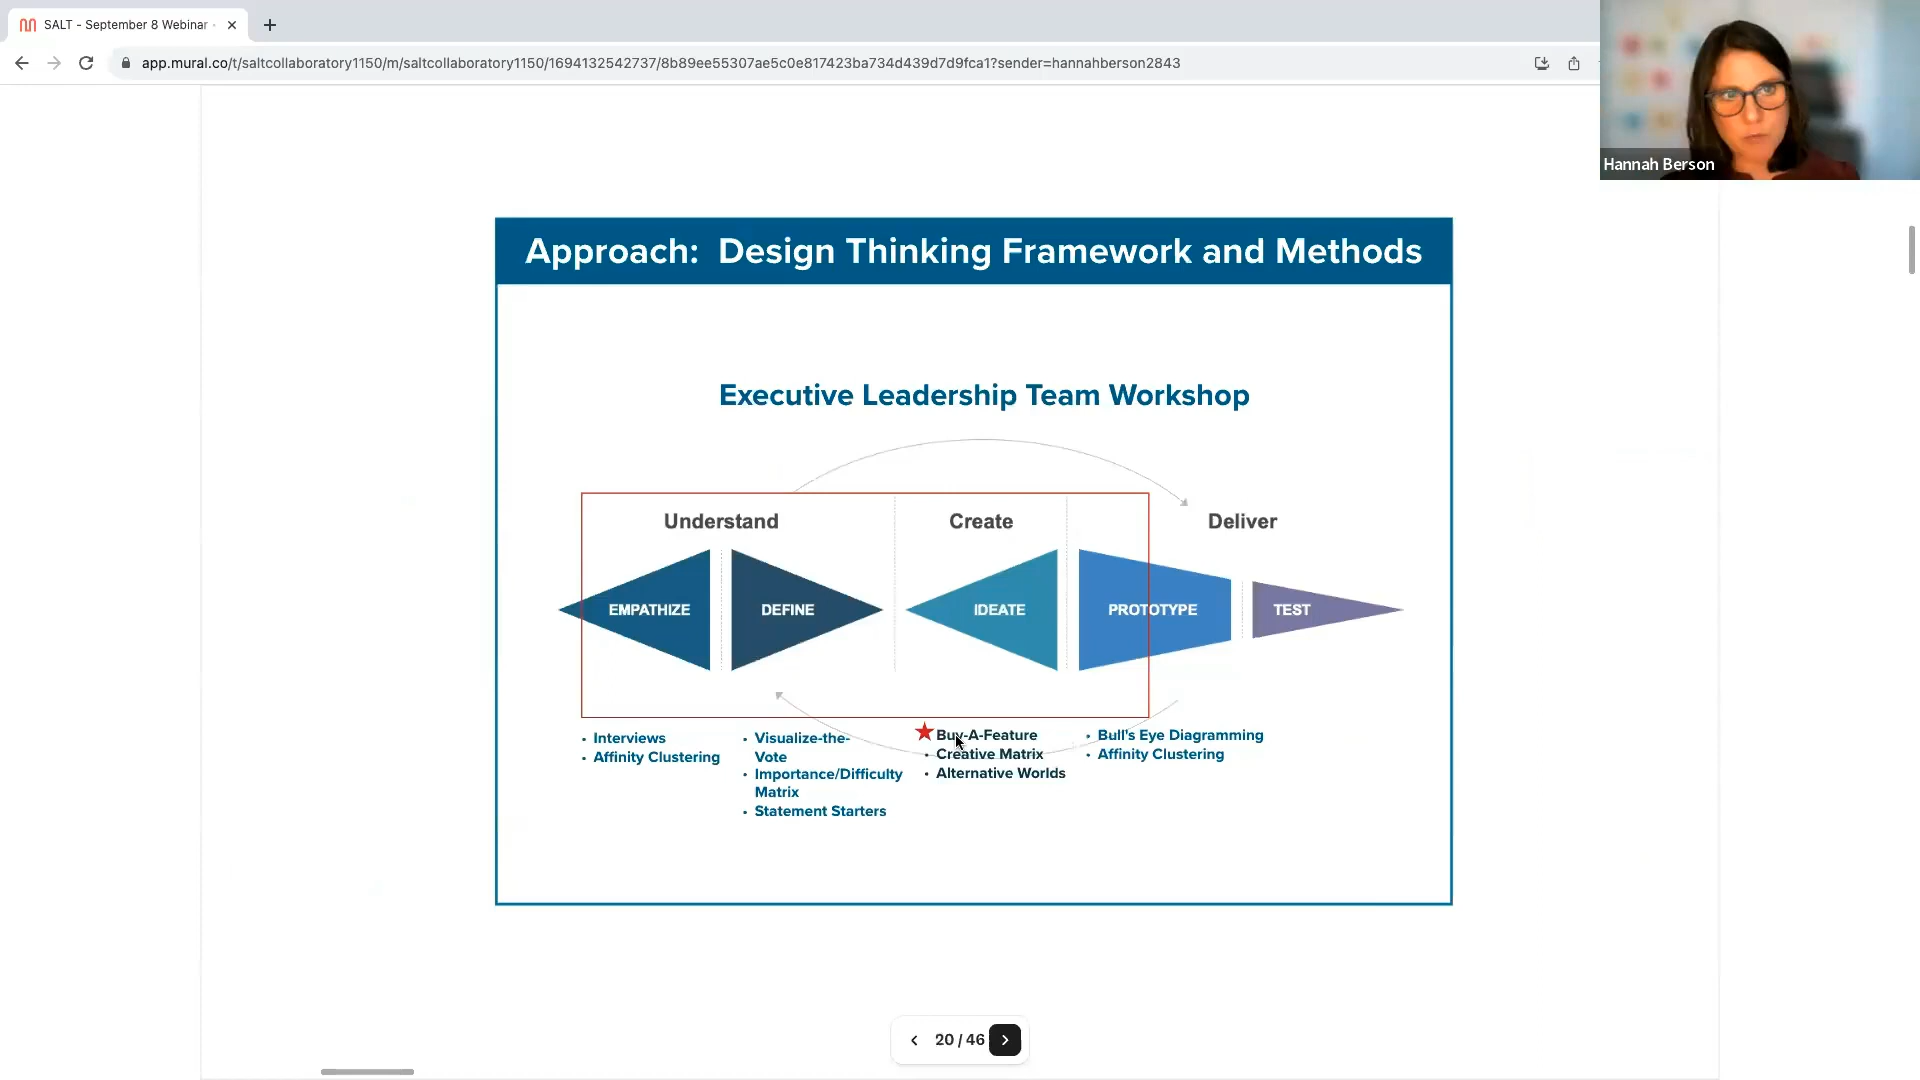 SALT - September 8 Webinar
app.mural.co/t/saltcollaboratory1150/m/saltcollaboratory1150/1694132542737/8b89ee55307ae5c0e817423ba734d439d7d9fca1?sender=hannahberson2843
Hannah Berson
Approach: Design Thinking Framework and Methods
Executive Leadership Team Workshop
Understand
Create
Deliver
EMPATHIZE
DEFINE
IDEATE
PROTOTYPE
TEST
• Interviews
• Affinity Clustering
• Visualize-the-
Vote
• Importance/Difficulty
Matrix
• Statement Starters
Buy-A-Feature
• Creative Matrix
• Alternative Worlds
• Bull's Eye Diagramming
• Affinity Clustering
20 / 46